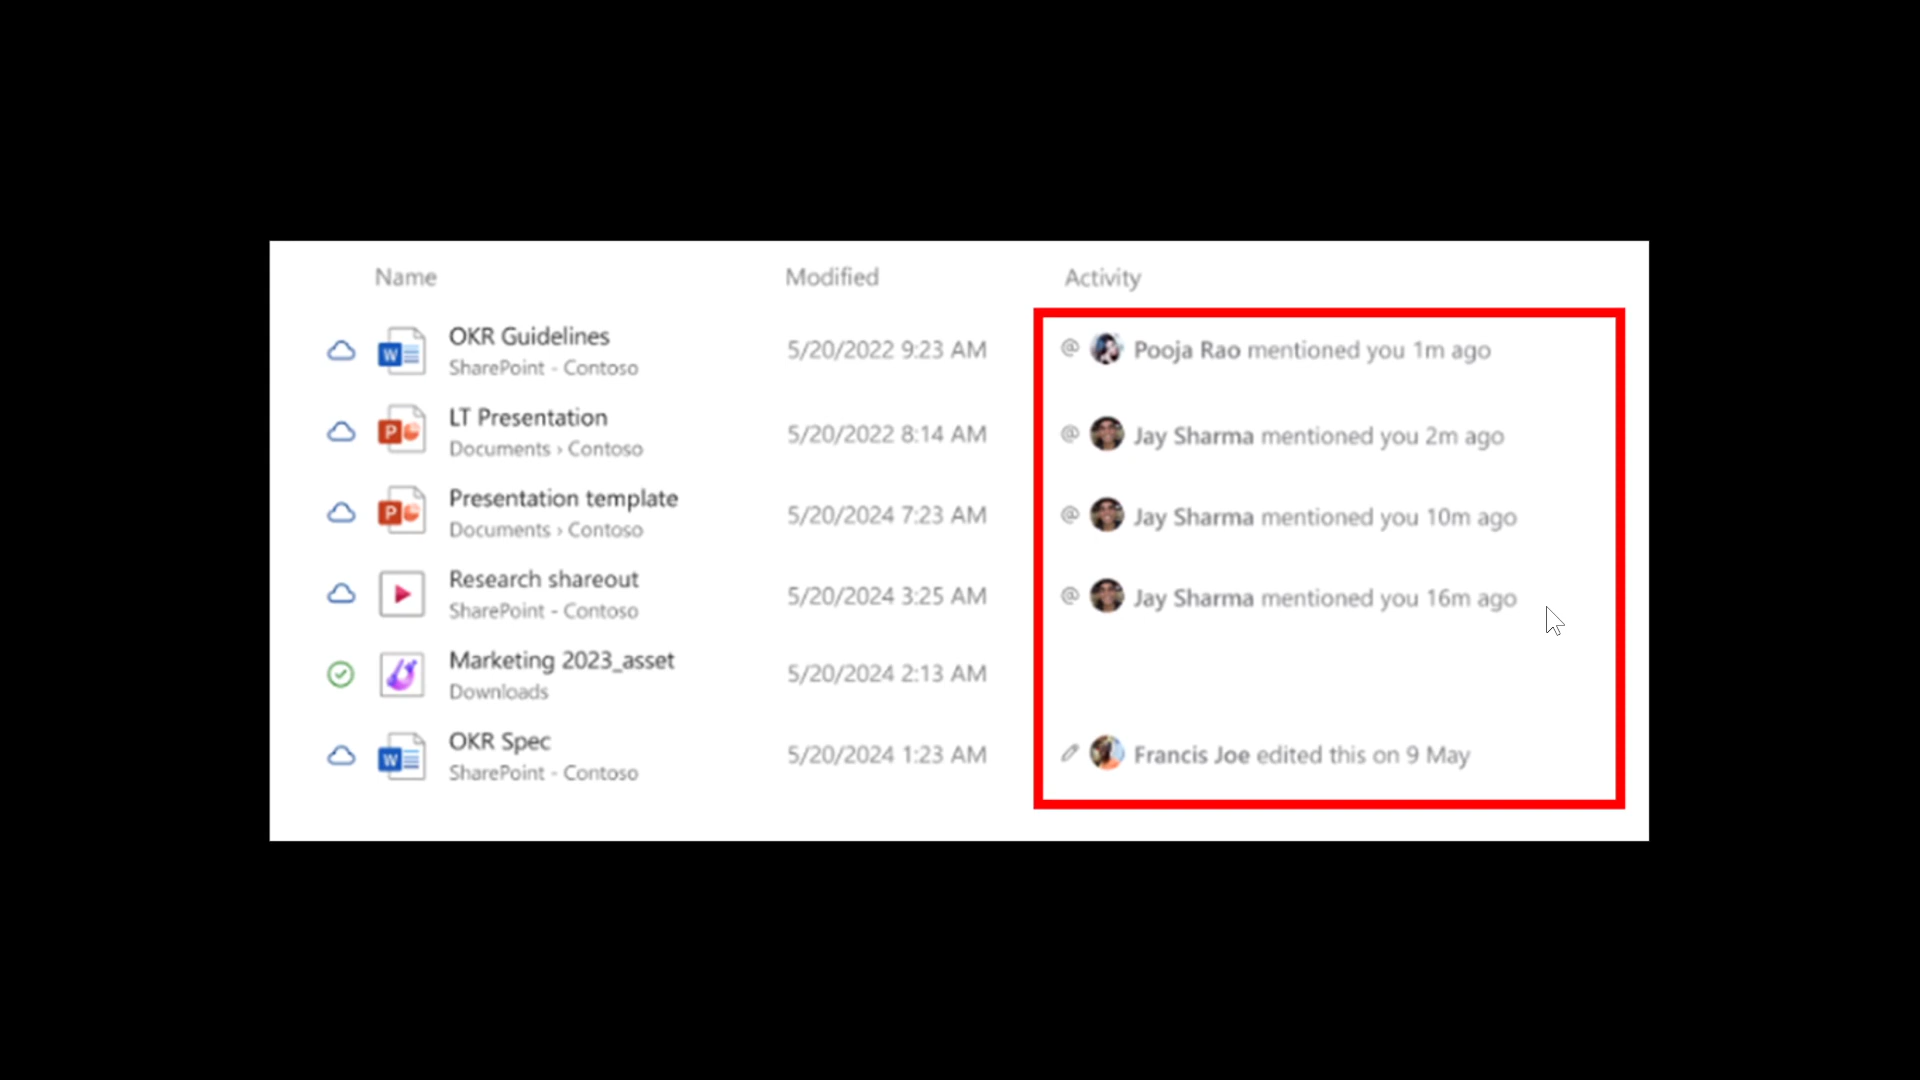 Name Modified Activity
OKR Guidelines
SharePoint - Contoso
5/20/2022 9:23 AM
@ Pooja Rao mentioned you 1m ago
LT Presentation
Documents › Contoso
5/20/2022 8:14 AM
@ Jay Sharma mentioned you 2m ago
Presentation template
Documents › Contoso
5/20/2024 7:23 AM
@ Jay Sharma mentioned you 10m ago
Research shareout
SharePoint - Contoso
5/20/2024 3:25 AM
@ Jay Sharma mentioned you 16m ago
Marketing 2023_asset
Downloads
5/20/2024 2:13 AM
OKR Spec
SharePoint - Contoso
5/20/2024 1:23 AM
Francis Joe edited this on 9 May